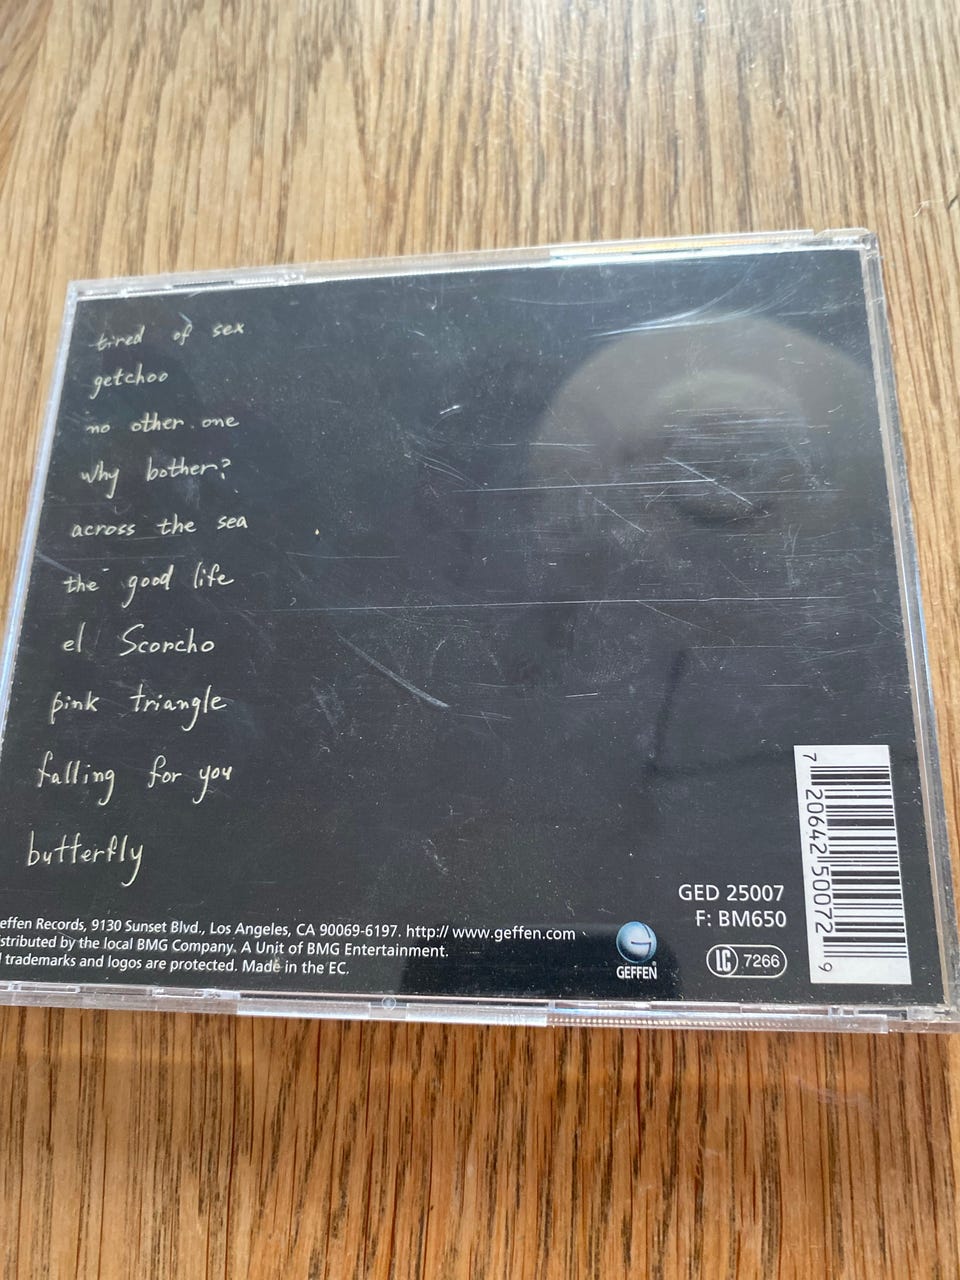 tired of sex
getchoo
no other one
why bother?
across the sea
the good life
el Scorcho
pink triangle
falling for you
butterfly
effen Records, 9130 Sunset Blvd., Los Angeles, CA 90069-6197. http:// www.geffen.com
istributed by the local BMG Company. A Unit of BMG Entertainment.
l trademarks and logos are protected. Made in the EC.
GEFFEN
GED 25007
F: BM650
LC 7266
7 20642 50072 9